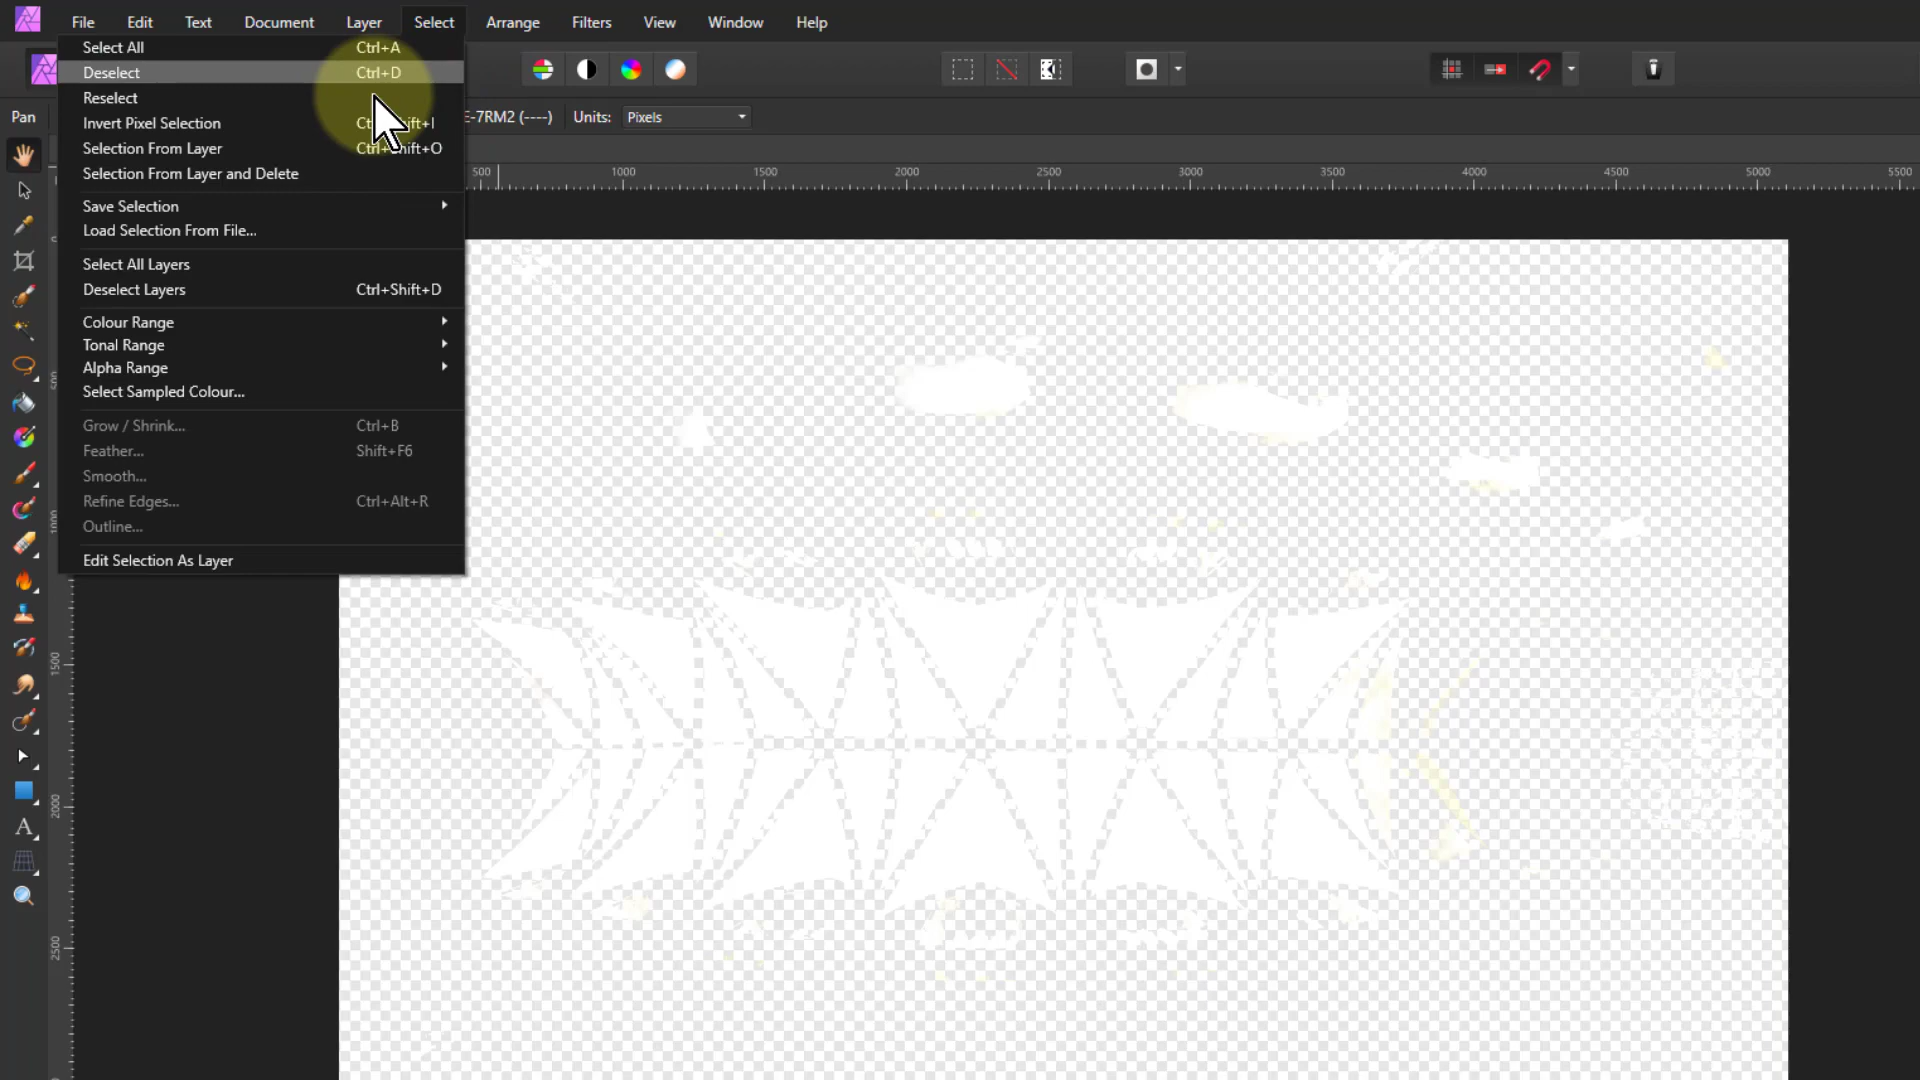 File Edit Text Document Layer Select Arrange Filters View Window Help
Select All Ctrl+A
Deselect Ctrl+D
Reselect
Pan
E-7RM2 (----) Units: Pixels
Invert Pixel Selection
Selection From Layer
Selection From Layer and Delete
500 1000 1500 2000 2500 3000 3500 4000 4500 5000 5500
Save Selection
Load Selection From File...
Select All Layers
Deselect Layers Ctrl+Shift+D
Colour Range
Tonal Range
Alpha Range
Select Sampled Colour...
Grow / Shrink... Ctrl+B
Feather... Shift+F6
Smooth...
Refine Edges... Ctrl+Alt+R
Outline...
Edit Selection As Layer
0
500
1000
1500
2000
2500